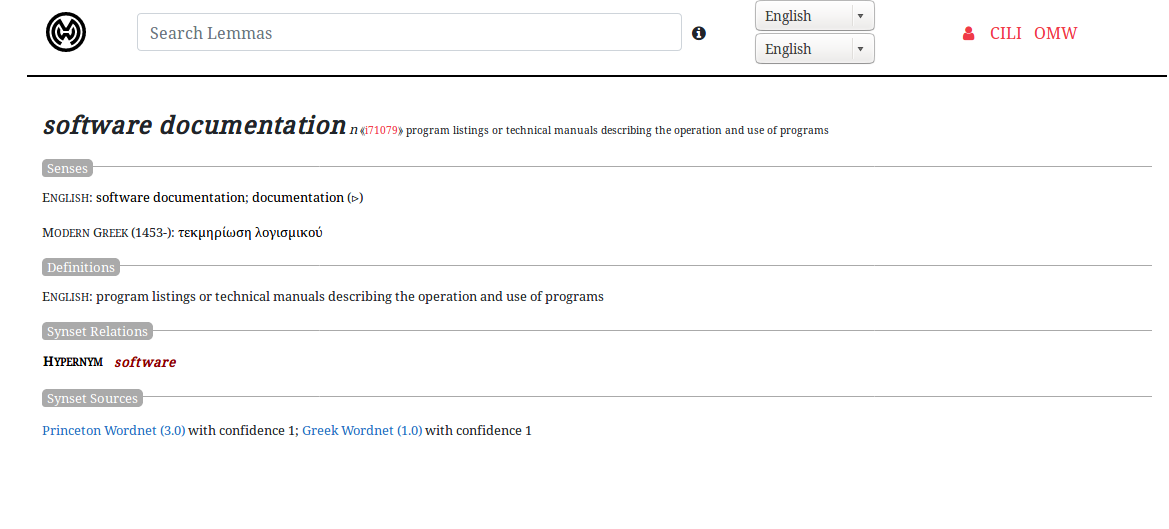 Search Lemmas
English
English
CILI OMW
software documentation n ⟪i71079⟫ program listings or technical manuals describing the operation and use of programs
Senses
English: software documentation; documentation (▹)
Modern Greek (1453-): τεκμηρίωση λογισμικού
Definitions
English: program listings or technical manuals describing the operation and use of programs
Synset Relations
Hypernym software
Synset Sources
Princeton Wordnet (3.0) with confidence 1; Greek Wordnet (1.0) with confidence 1